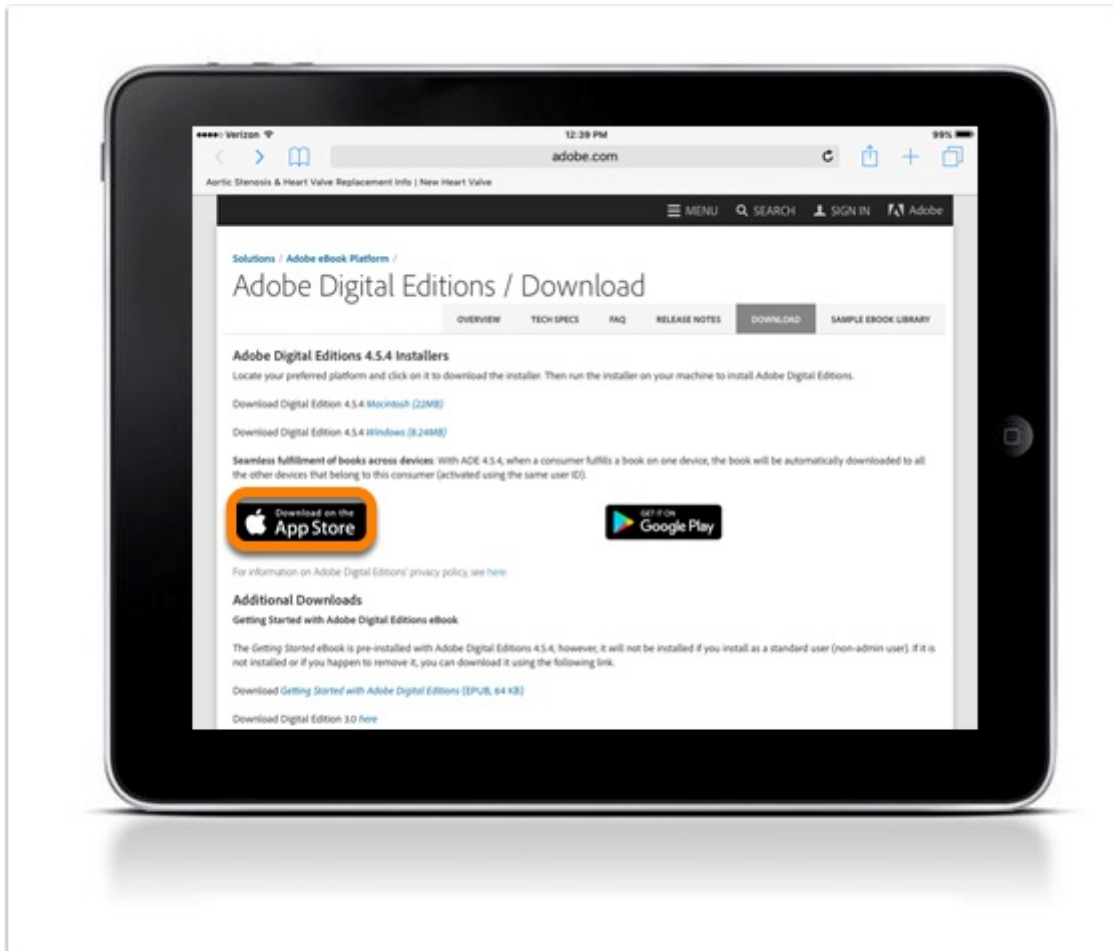 Verizon 12:39 PM 99%
adobe.com
Aortic Stenosis & Heart Valve Replacement Info | New Heart Valve
MENU SEARCH SIGN IN Adobe
Solutions / Adobe eBook Platform /
Adobe Digital Editions / Download
OVERVIEW TECH SPECS FAQ RELEASE NOTES DOWNLOAD SAMPLE EBOOK LIBRARY
Adobe Digital Editions 4.5.4 Installers
Locate your preferred platform and click on it to download the installer. Then run the installer on your machine to install Adobe Digital Editions.
Download Digital Edition 4.5.4 Macintosh (22MB)
Download Digital Edition 4.5.4 Windows (8.24MB)
Seamless fulfillment of books across devices: With ADE 4.5.4, when a consumer fulfills a book on one device, the book will be automatically downloaded to all
the other devices that belong to this consumer (activated using the same user ID).
Download on the
App Store
GET IT ON
Google Play
For information on Adobe Digital Editions' privacy policy, see here
Additional Downloads
Getting Started with Adobe Digital Editions eBook
The Getting Started eBook is pre-installed with Adobe Digital Editions 4.5.4, however, it will not be installed if you install as a standard user (non-admin user). If it is
not installed or if you happen to remove it, you can download it using the following link.
Download Getting Started with Adobe Digital Editions (EPUB, 64 KB)
Download Digital Edition 3.0 here